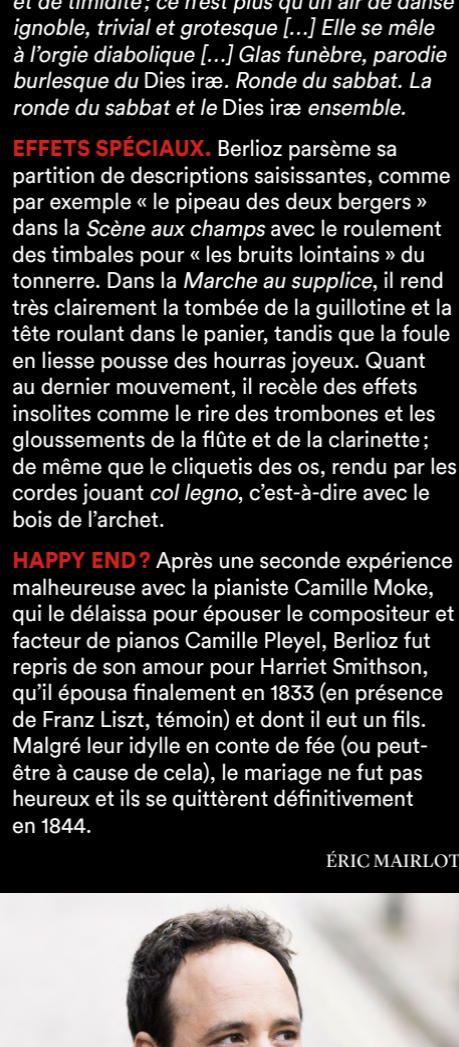 et de timidité ; ce n'est plus qu'un air de danse
ignoble, trivial et grotesque [...] Elle se mêle
à l'orgie diabolique [...] Glas funèbre, parodie
burlesque du Dies iræ. Ronde du sabbat. La
ronde du sabbat et le Dies iræ ensemble.
EFFETS SPÉCIAUX. Berlioz parsème sa
partition de descriptions saisissantes, comme
par exemple « le pipeau des deux bergers »
dans la Scène aux champs avec le roulement
des timbales pour « les bruits lointains » du
tonnerre. Dans la Marche au supplice, il rend
très clairement la tombée de la guillotine et la
tête roulant dans le panier, tandis que la foule
en liesse pousse des hourras joyeux. Quant
au dernier mouvement, il recèle des effets
insolites comme le rire des trombones et les
gloussements de la flûte et de la clarinette ;
de même que le cliquetis des os, rendu par les
cordes jouant col legno, c'est-à-dire avec le
bois de l'archet.
HAPPY END ? Après une seconde expérience
malheureuse avec la pianiste Camille Moke,
qui le délaissa pour épouser le compositeur et
facteur de pianos Camille Pleyel, Berlioz fut
repris de son amour pour Harriet Smithson,
qu'il épousa finalement en 1833 (en présence
de Franz Liszt, témoin) et dont il eut un fils.
Malgré leur idylle en conte de fée (ou peut-
être à cause de cela), le mariage ne fut pas
heureux et ils se quittèrent définitivement
en 1844.
ÉRIC MAIRLOT